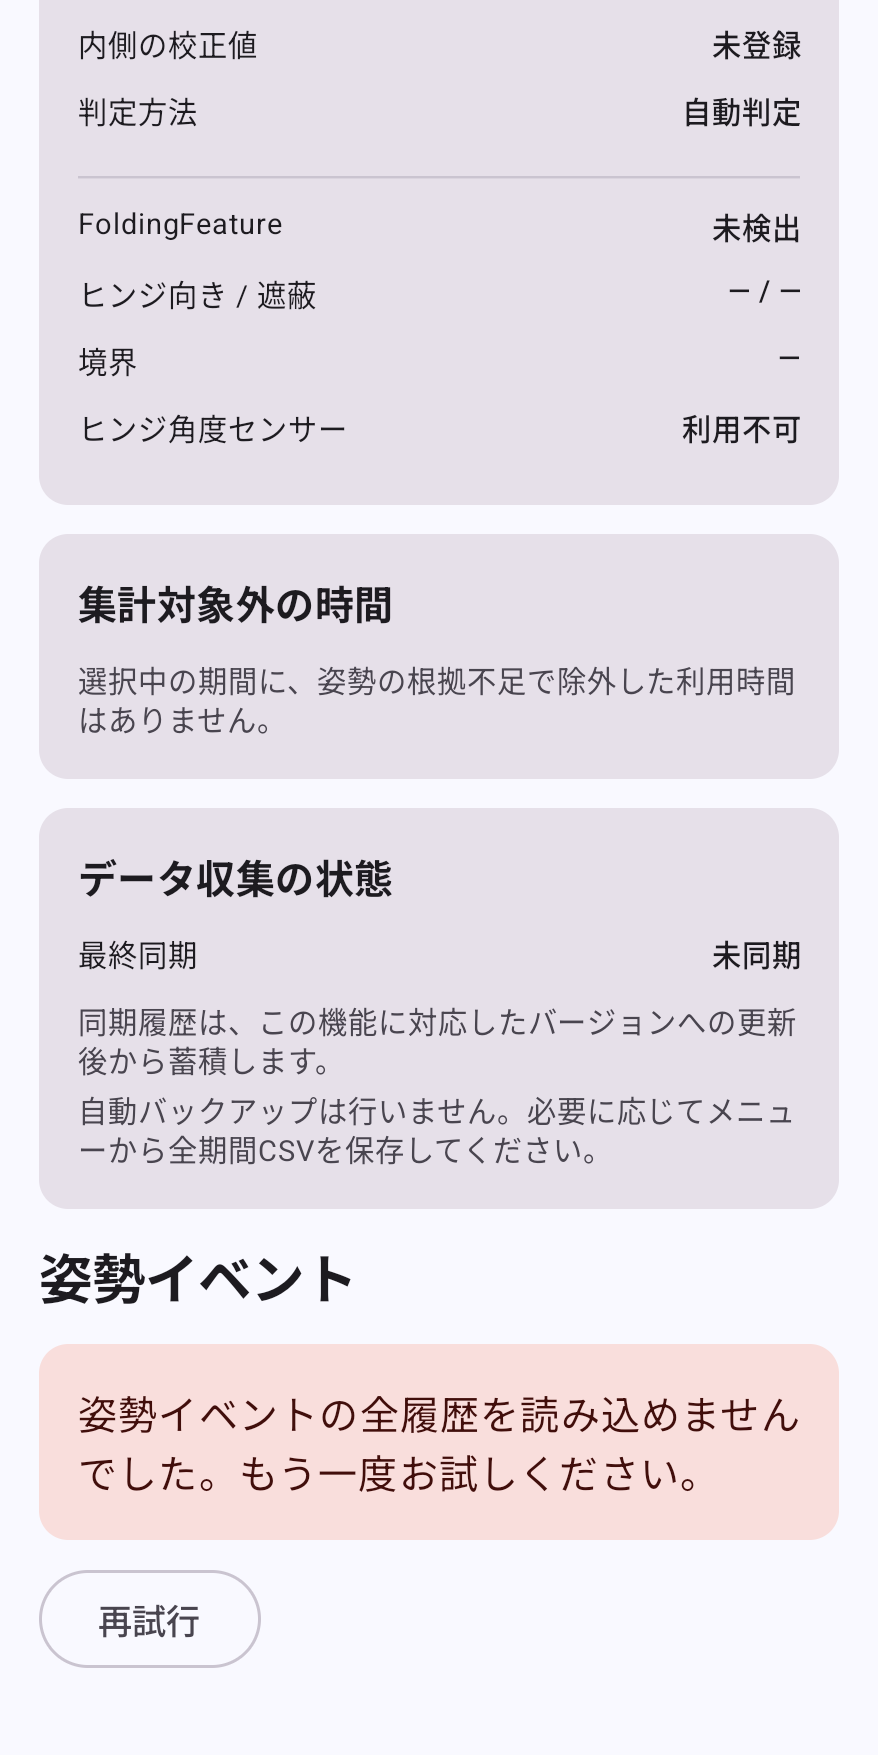 内側の校正値 未登録
判定方法 自動判定
FoldingFeature 未検出
ヒンジ向き / 遮蔽 – / –
境界 –
ヒンジ角度センサー 利用不可
集計対象外の時間
選択中の期間に、姿勢の根拠不足で除外した利用時間
はありません。
データ収集の状態
最終同期 未同期
同期履歴は、この機能に対応したバージョンへの更新
後から蓄積します。
自動バックアップは行いません。必要に応じてメニュ
ーから全期間CSVを保存してください。
姿勢イベント
姿勢イベントの全履歴を読み込めません
でした。もう一度お試しください。
再試行